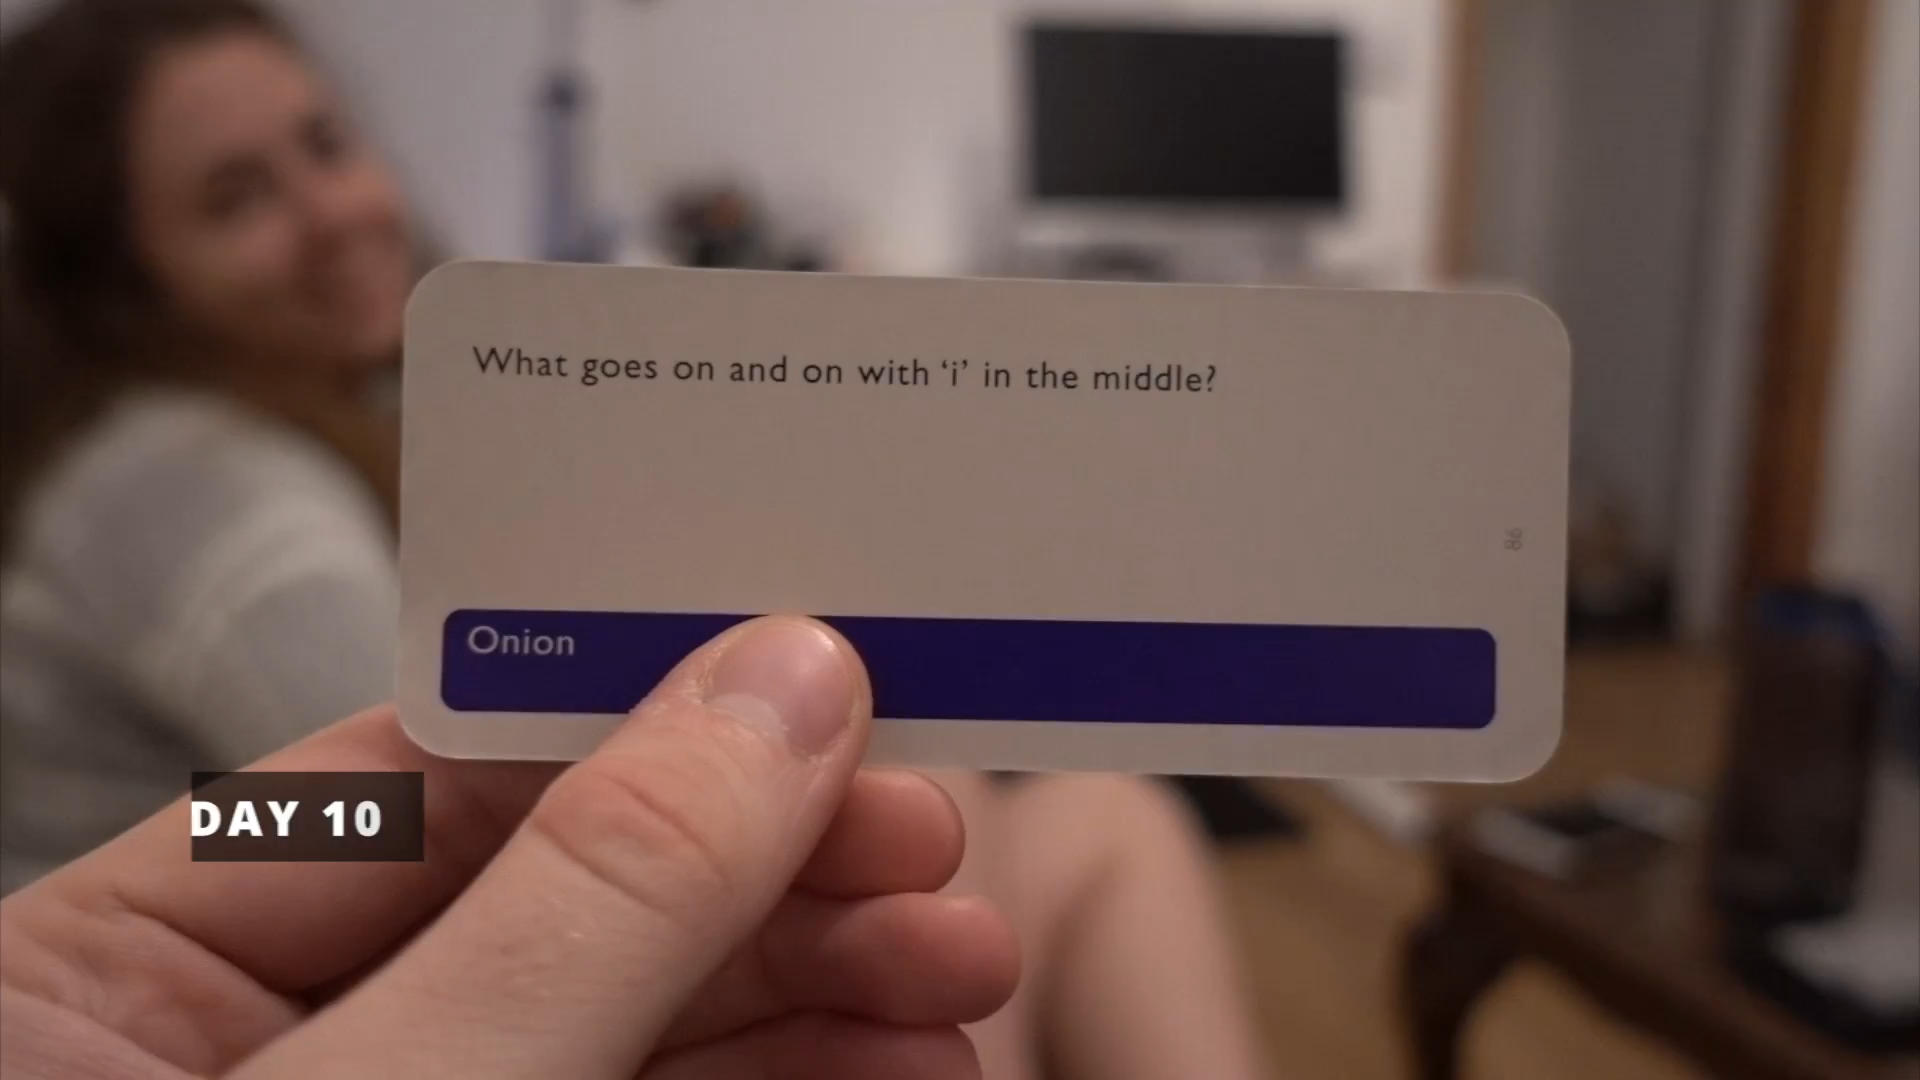 What goes on and on with ‘i’ in the middle?
86
Onion
DAY 10